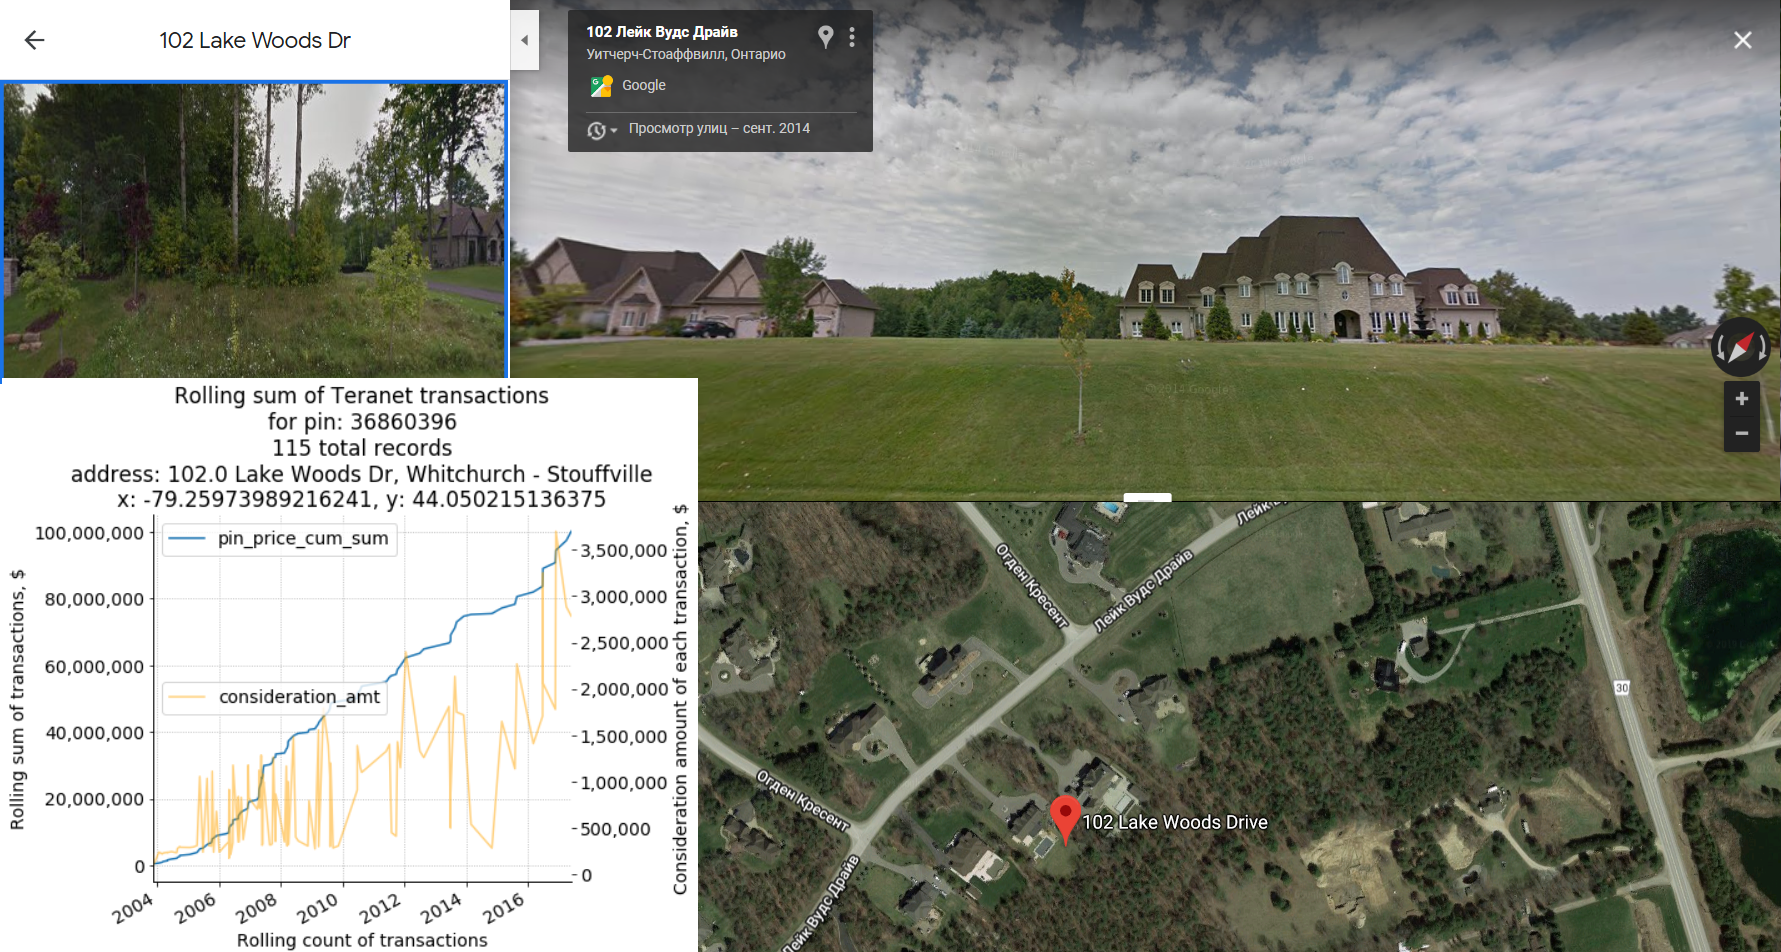 102 Lake Woods Dr
102 Лейк Вудс Драйв
Уитчерч-Стоаффвилл, Онтарио
Google
Просмотр улиц – сент. 2014
© 2014 Google
Rolling sum of Teranet transactions
for pin: 36860396
115 total records
address: 102.0 Lake Woods Dr, Whitchurch - Stouffville
x: -79.25973989216241, y: 44.050215136375
Rolling sum of transactions, $
100,000,000
80,000,000
60,000,000
40,000,000
20,000,000
0
pin_price_cum_sum
consideration_amt
3,500,000
3,000,000
2,500,000
2,000,000
1,500,000
1,000,000
500,000
0
Consideration amount of each transaction, $
2004
2006
2008
2010
2012
2014
2016
Rolling count of transactions
Огден Кресент
Лейк Вудс Драйв
30
Огден Кресент
102 Lake Woods Drive
Лейк Вудс Драйв